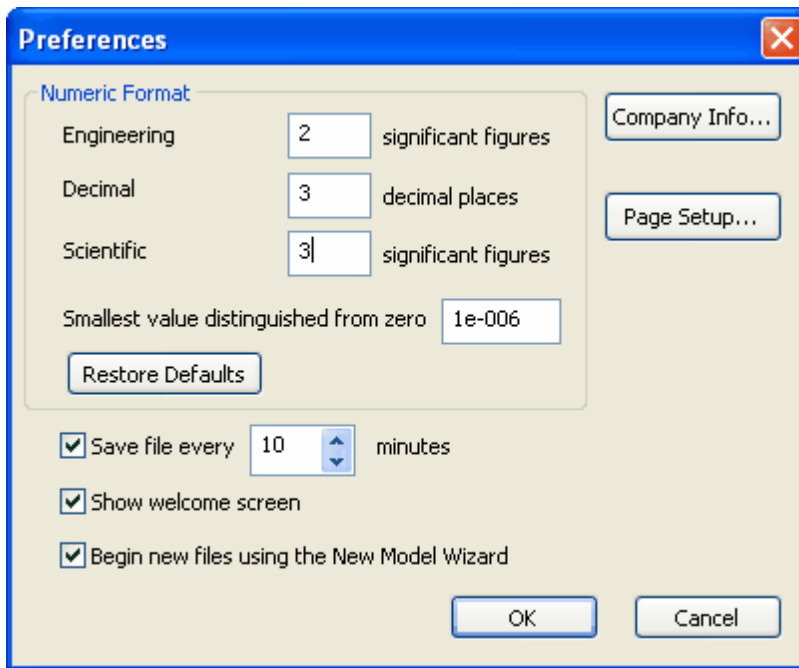 Preferences
Numeric Format
Engineering 2 significant figures
Company Info...
Decimal 3 decimal places
Page Setup...
Scientific 3 significant figures
Smallest value distinguished from zero 1e-006
Restore Defaults
Save file every 10 minutes
Show welcome screen
Begin new files using the New Model Wizard
OK Cancel